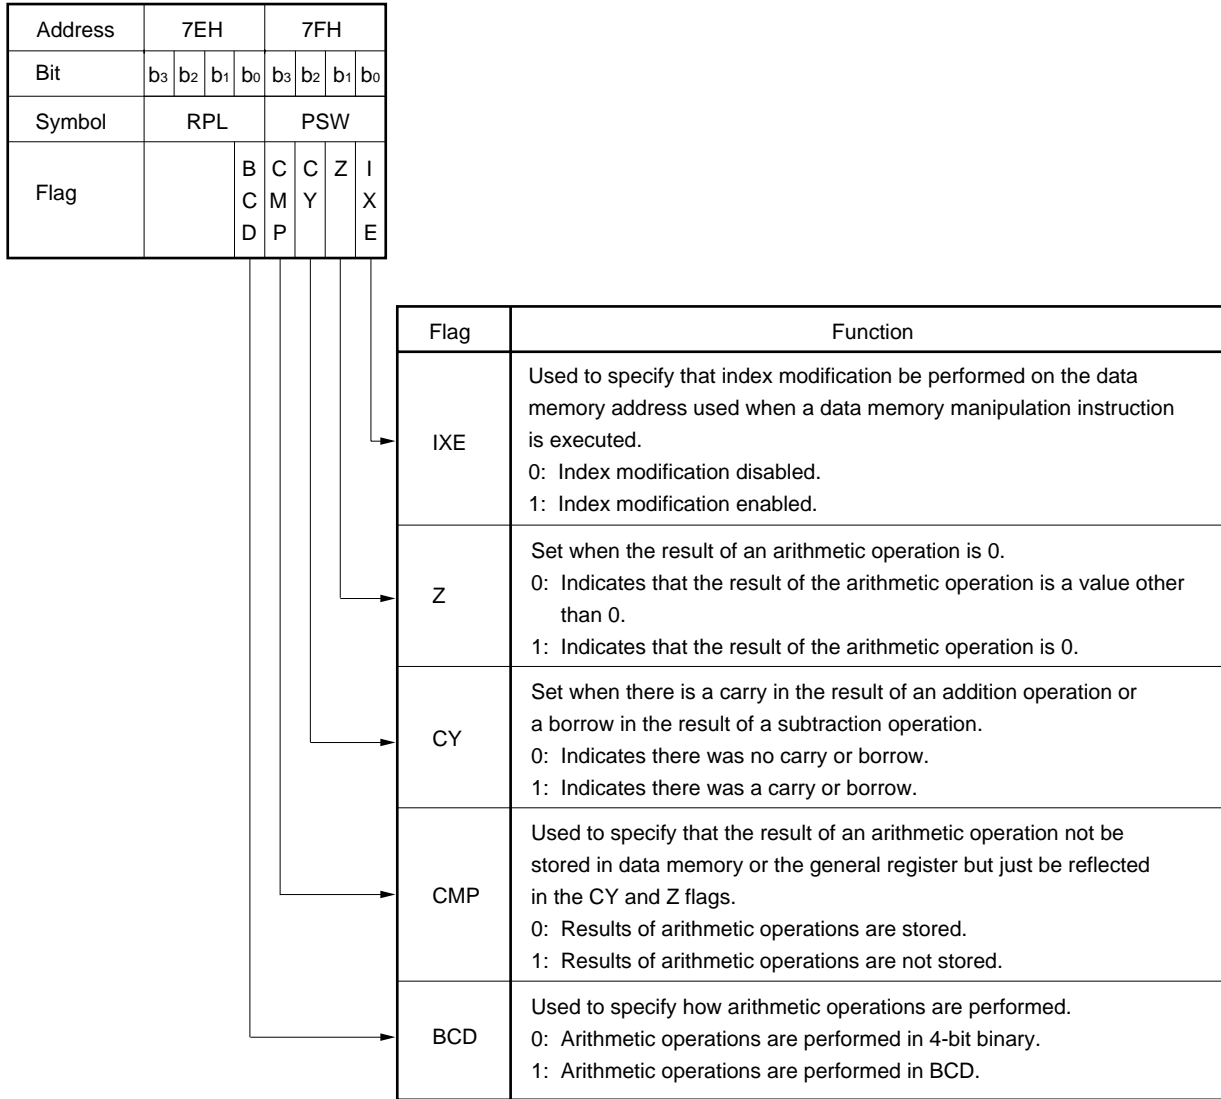 Address 7EH 7FH
Bit b3 b2 b1 b0 b3 b2 b1 b0
Symbol RPL PSW
Flag BCD CMP CY Z IXE
Flag Function
IXE
Used to specify that index modification be performed on the data
memory address used when a data memory manipulation instruction
is executed.
0: Index modification disabled.
1: Index modification enabled.
Z
Set when the result of an arithmetic operation is 0.
0: Indicates that the result of the arithmetic operation is a value other
than 0.
1: Indicates that the result of the arithmetic operation is 0.
CY
Set when there is a carry in the result of an addition operation or
a borrow in the result of a subtraction operation.
0: Indicates there was no carry or borrow.
1: Indicates there was a carry or borrow.
CMP
Used to specify that the result of an arithmetic operation not be
stored in data memory or the general register but just be reflected
in the CY and Z flags.
0: Results of arithmetic operations are stored.
1: Results of arithmetic operations are not stored.
BCD
Used to specify how arithmetic operations are performed.
0: Arithmetic operations are performed in 4-bit binary.
1: Arithmetic operations are performed in BCD.